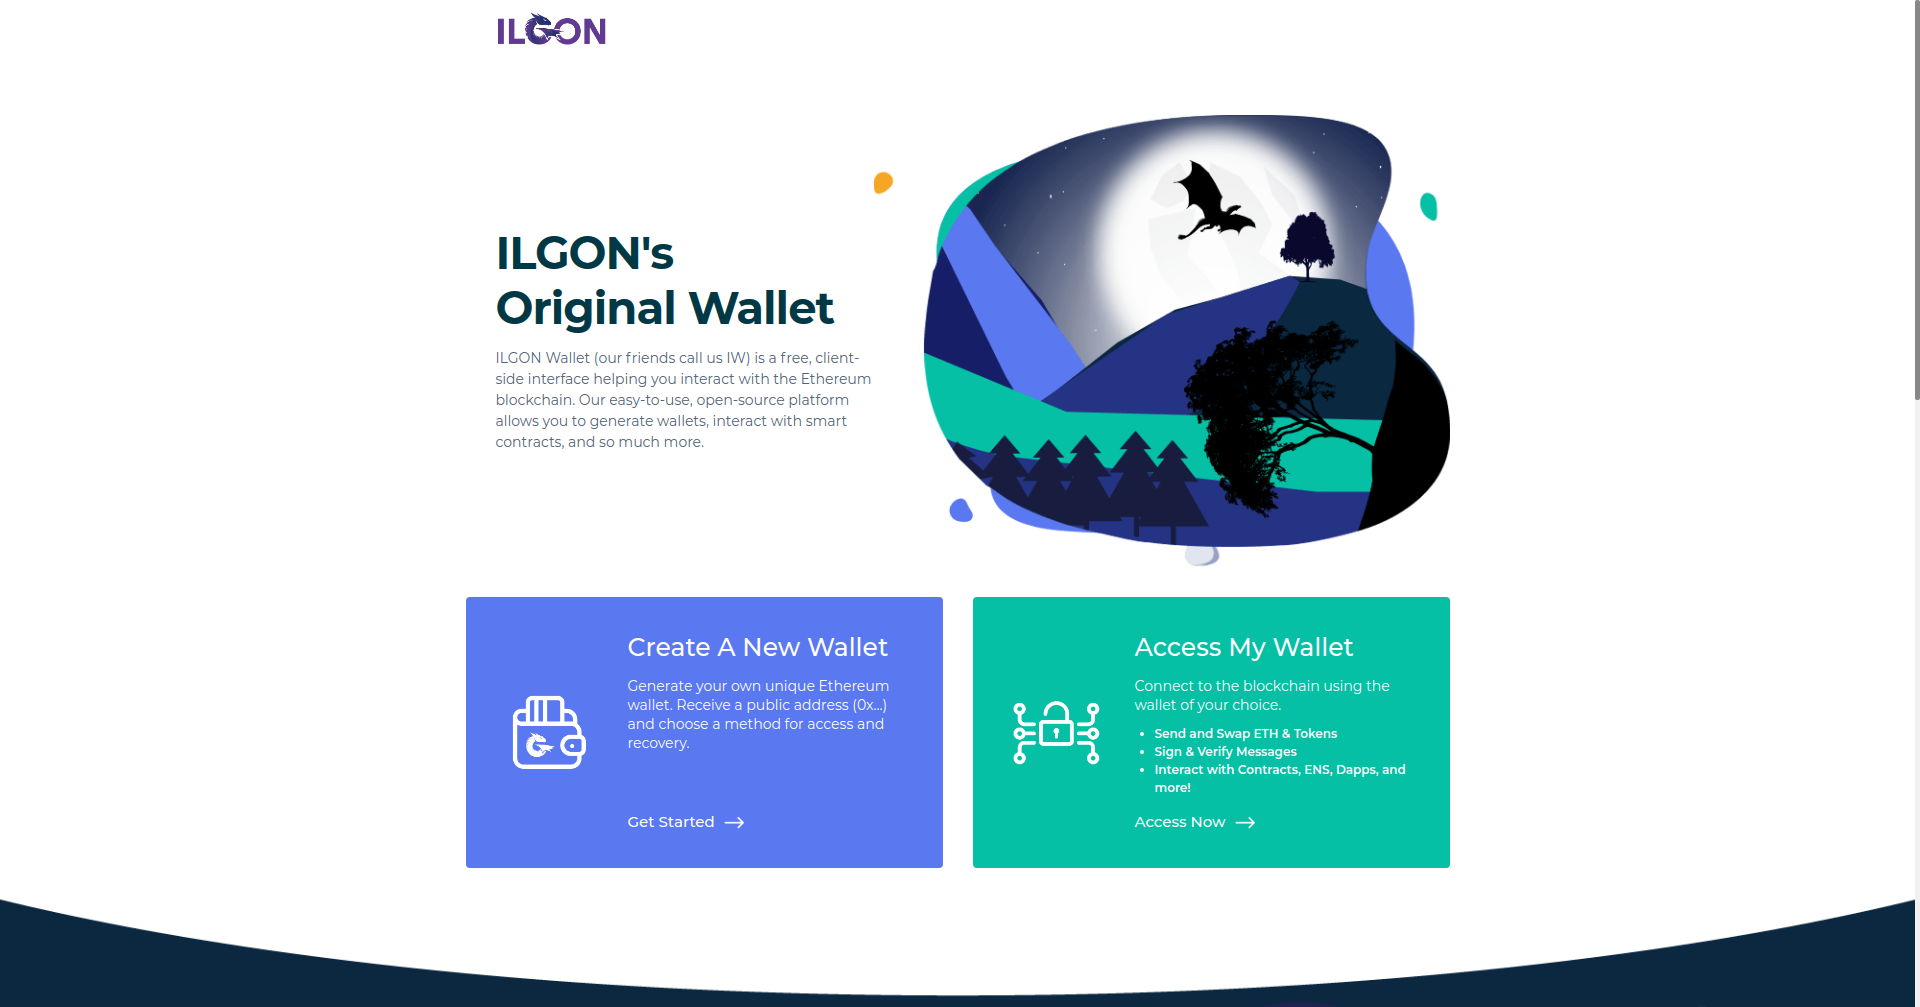 ILGON
ILGON's
Original Wallet
ILGON Wallet (our friends call us IW) is a free, client-
side interface helping you interact with the Ethereum
blockchain. Our easy-to-use, open-source platform
allows you to generate wallets, interact with smart
contracts, and so much more.
Create A New Wallet
Generate your own unique Ethereum
wallet. Receive a public address (0x...)
and choose a method for access and
recovery.
Get Started
Access My Wallet
Connect to the blockchain using the
wallet of your choice.
• Send and Swap ETH & Tokens
• Sign & Verify Messages
• Interact with Contracts, ENS, Dapps, and
more!
Access Now